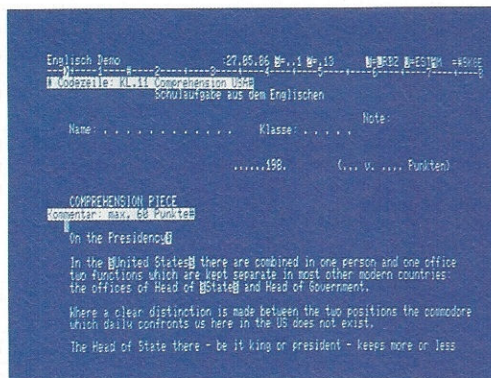 Englisch Demo :27.05.86
# Codezeile: KL.11 Comprehension
Schulaufgabe aus dem Englischen
Note:
Name: . . . . . . . . . . . . . Klasse: . . . . .
......198. (... v. .... Punkten)
COMPREHENSION PIECE
Kommentar: max. 60 Punkte#
On the Presidency
In the United States there are combined in one person and one office
two functions which are kept separate in most other modern countries:
the offices of Head of State and Head of Government.
Where a clear distinction is made between the two positions the commodore
which daily confronts us here in the US does not exist.
The Head of State there - be it king or president - keeps more or less